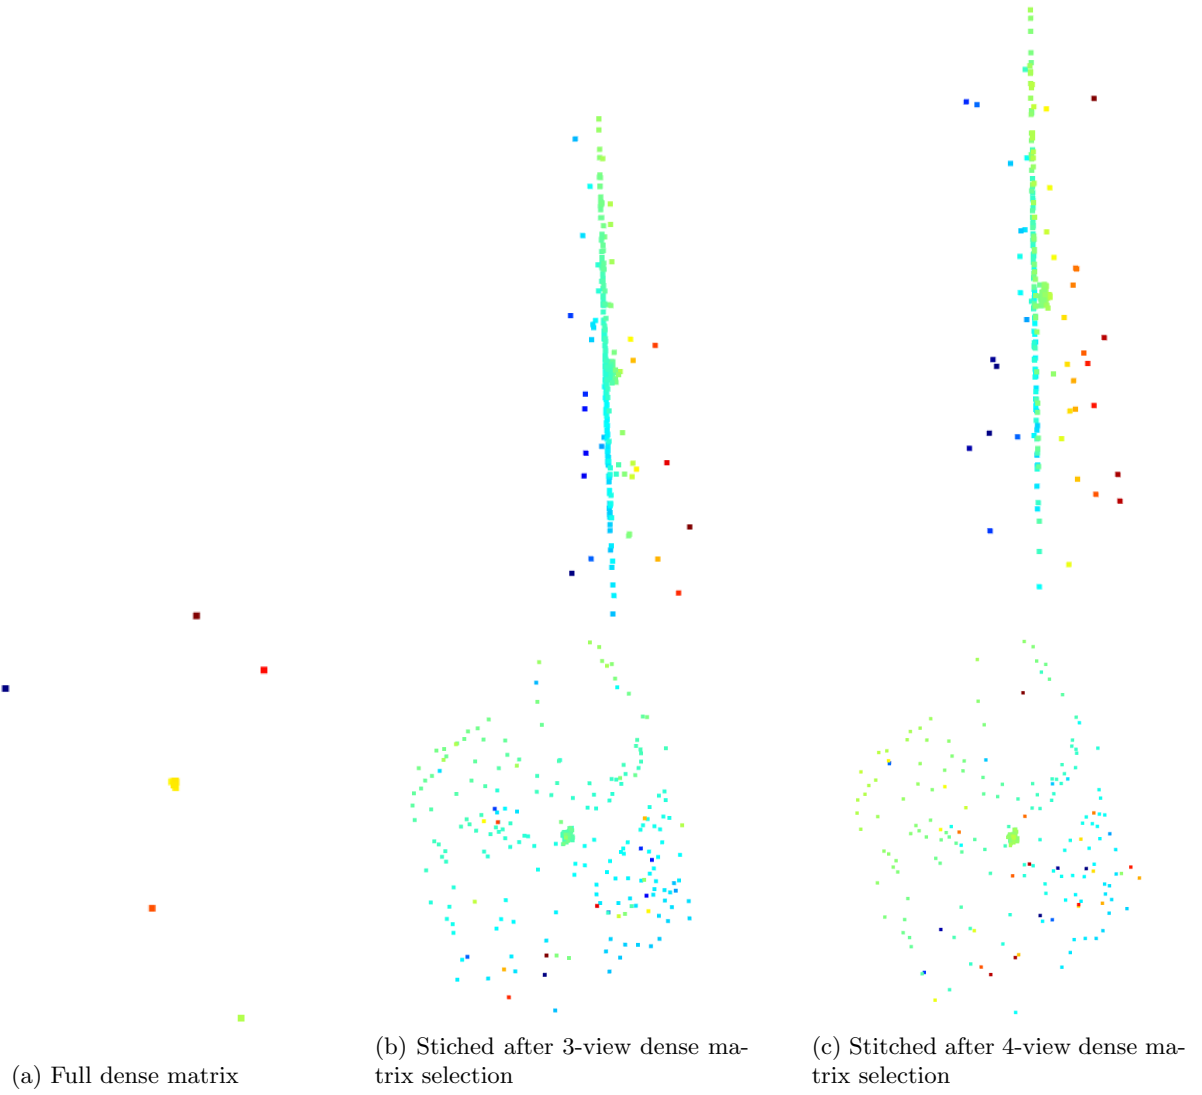 (a) Full dense matrix
(b) Stiched after 3-view dense ma-
trix selection
(c) Stitched after 4-view dense ma-
trix selection